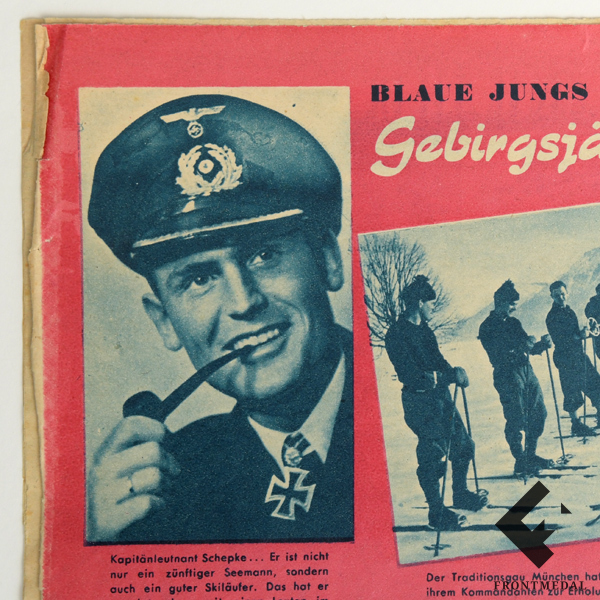 BLAUE JUNGS
Gebirgsjä
Kapitänleutnant Schepke... Er ist nicht
nur ein zünftiger Seemann, sondern
auch ein guter Skiläufer. Das hat er
Der Traditionsgau München hat
ihrem Kommandanten zur Erholu
FRONTMEDAL